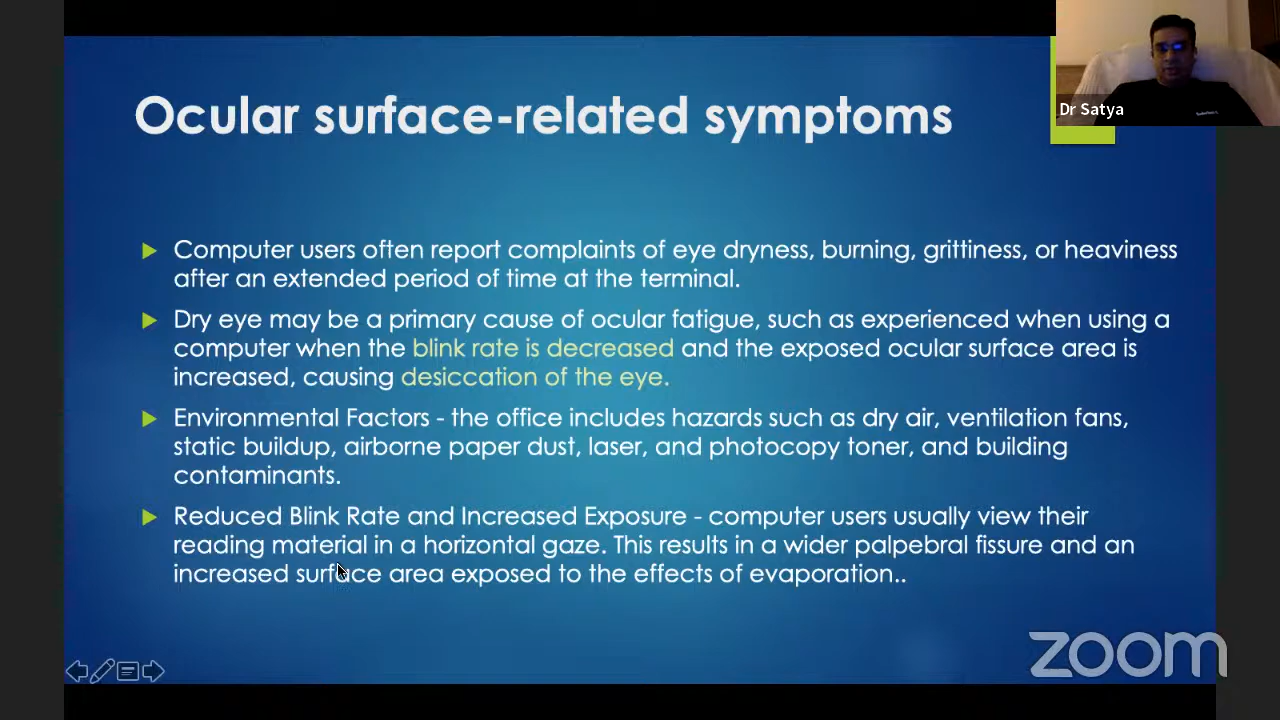 Ocular surface-related symptoms
Dr Satya
Computer users often report complaints of eye dryness, burning, grittiness, or heaviness
after an extended period of time at the terminal.
Dry eye may be a primary cause of ocular fatigue, such as experienced when using a
computer when the blink rate is decreased and the exposed ocular surface area is
increased, causing desiccation of the eye.
Environmental Factors - the office includes hazards such as dry air, ventilation fans,
static buildup, airborne paper dust, laser, and photocopy toner, and building
contaminants.
Reduced Blink Rate and Increased Exposure - computer users usually view their
reading material in a horizontal gaze. This results in a wider palpebral fissure and an
increased surface area exposed to the effects of evaporation..
zoom